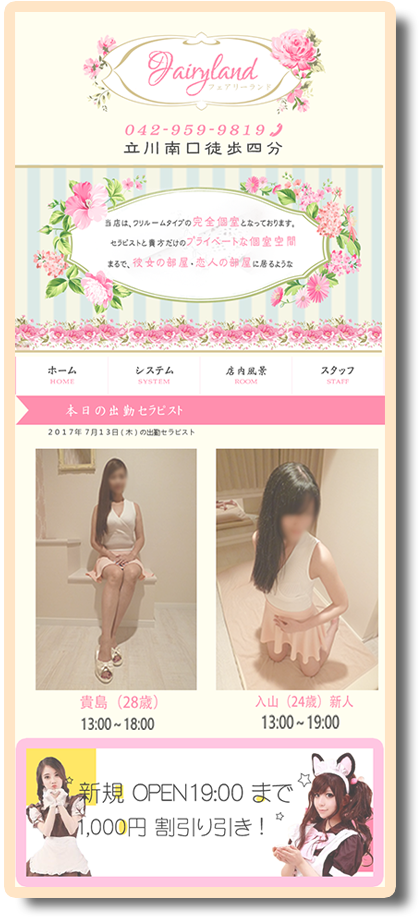 Fairyland
フェアリーランド
042-959-9819
立川南口徒歩四分
当店は、ワリルームタイプの完全個室となっております。
セラピストと貴方だけのプライベートな個室空間
まるで、彼女の部屋・恋人の部屋に居るような
ホーム システム 店内風景 スタッフ
HOME SYSTEM ROOM STAFF
本日の出勤セラピスト
2017年7月13日(木)の出勤セラピスト
貴島（28歳） 入山（24歳）新人
13:00~18:00 13:00~19:00
新規 OPEN19:00 まで
1,000円 割引り引き！